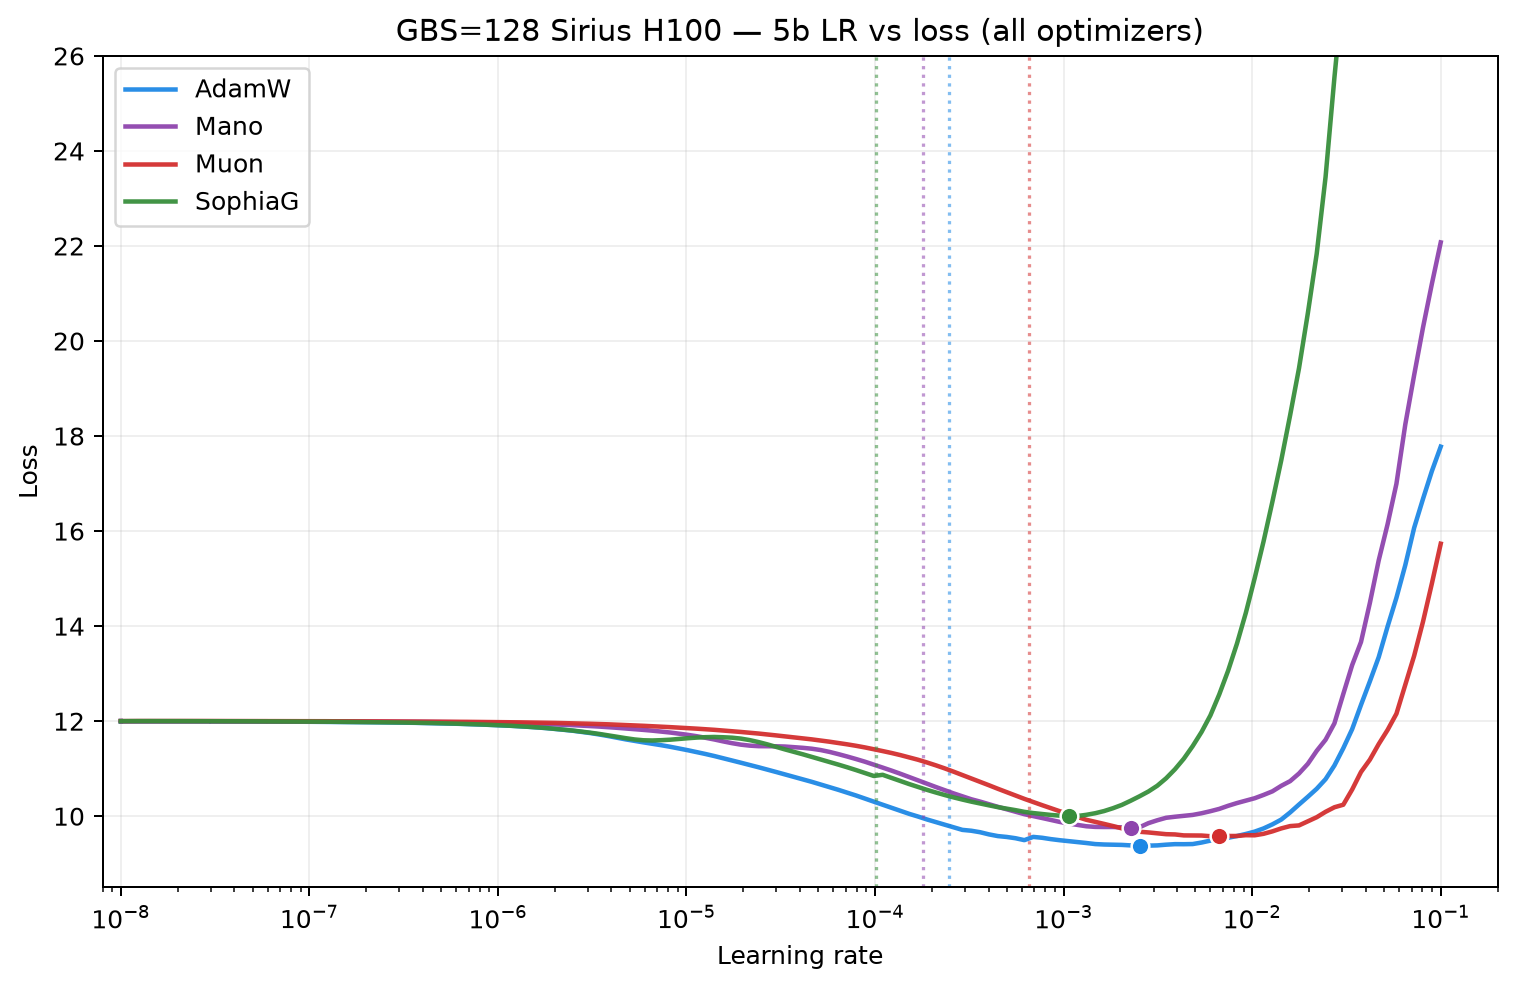 GBS=128 Sirius H100 — 5b LR vs loss (all optimizers)
AdamW
Mano
Muon
SophiaG
Loss
26
24
22
20
18
16
14
12
10
10⁻⁸ 10⁻⁷ 10⁻⁶ 10⁻⁵ 10⁻⁴ 10⁻³ 10⁻² 10⁻¹
Learning rate